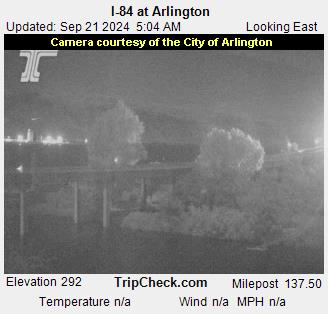 I-84 at Arlington
Updated: Sep 21 2024 5:04 AM Looking East
Camera courtesy of the City of Arlington
Elevation 292 TripCheck.com Milepost 137.50
Temperature n/a Wind n/a MPH n/a